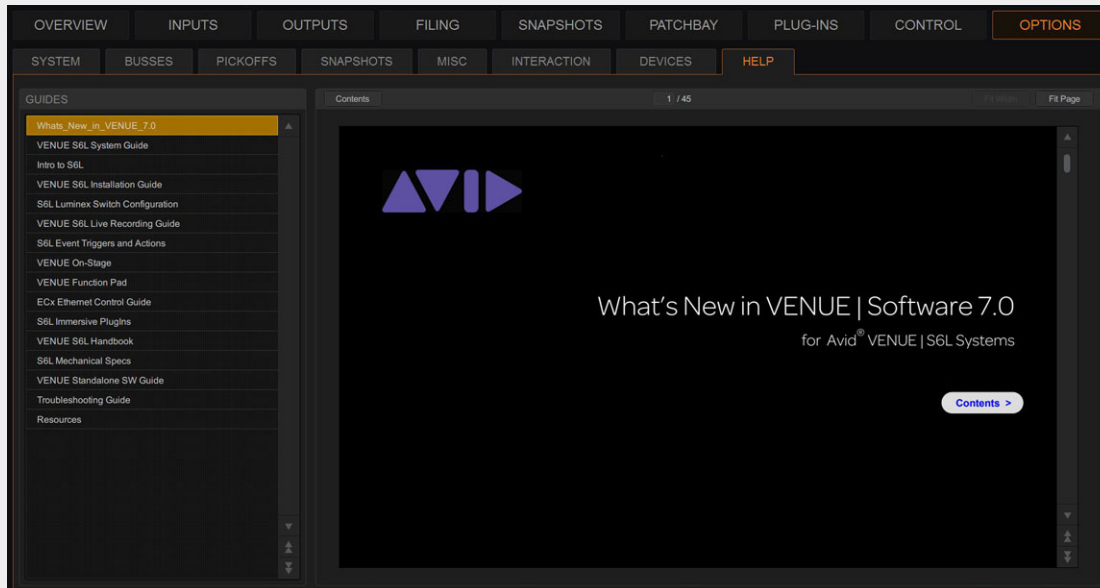 OVERVIEW INPUTS OUTPUTS FILING SNAPSHOTS PATCHBAY PLUG-INS CONTROL OPTIONS
SYSTEM BUSSES PICKOFFS SNAPSHOTS MISC INTERACTION DEVICES HELP
GUIDES
Contents 1 / 45 Fit Width Fit Page
Whats_New_in_VENUE_7.0
VENUE S6L System Guide
Intro to S6L
VENUE S6L Installation Guide
S6L Luminex Switch Configuration
VENUE S6L Live Recording Guide
S6L Event Triggers and Actions
VENUE On-Stage
VENUE Function Pad
ECx Ethernet Control Guide
S6L Immersive PlugIns
VENUE S6L Handbook
S6L Mechanical Specs
VENUE Standalone SW Guide
Troubleshooting Guide
Resources
AVID
What's New in VENUE | Software 7.0
for Avid® VENUE | S6L Systems
Contents >